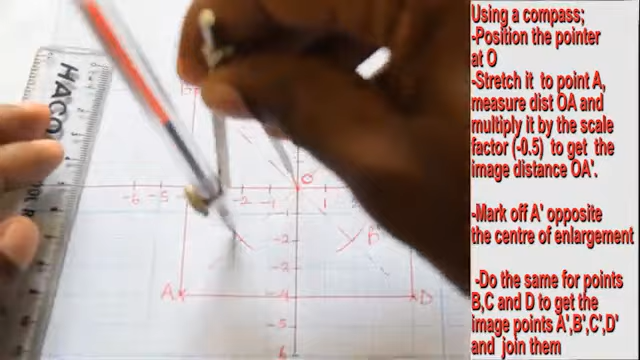 Using a compass;
-Position the pointer
at O
-Stretch it to point A,
measure dist OA and
multiply it by the scale
factor (-0.5) to get the
image distance OA'.
-Mark off A' opposite
the centre of enlargement
-Do the same for points
B,C and D to get the
image points A',B',C',D'
and join them
HACO
O
-6 -5 -2 -1 1 2
-2
-3
A -4 D
-5
6
B'